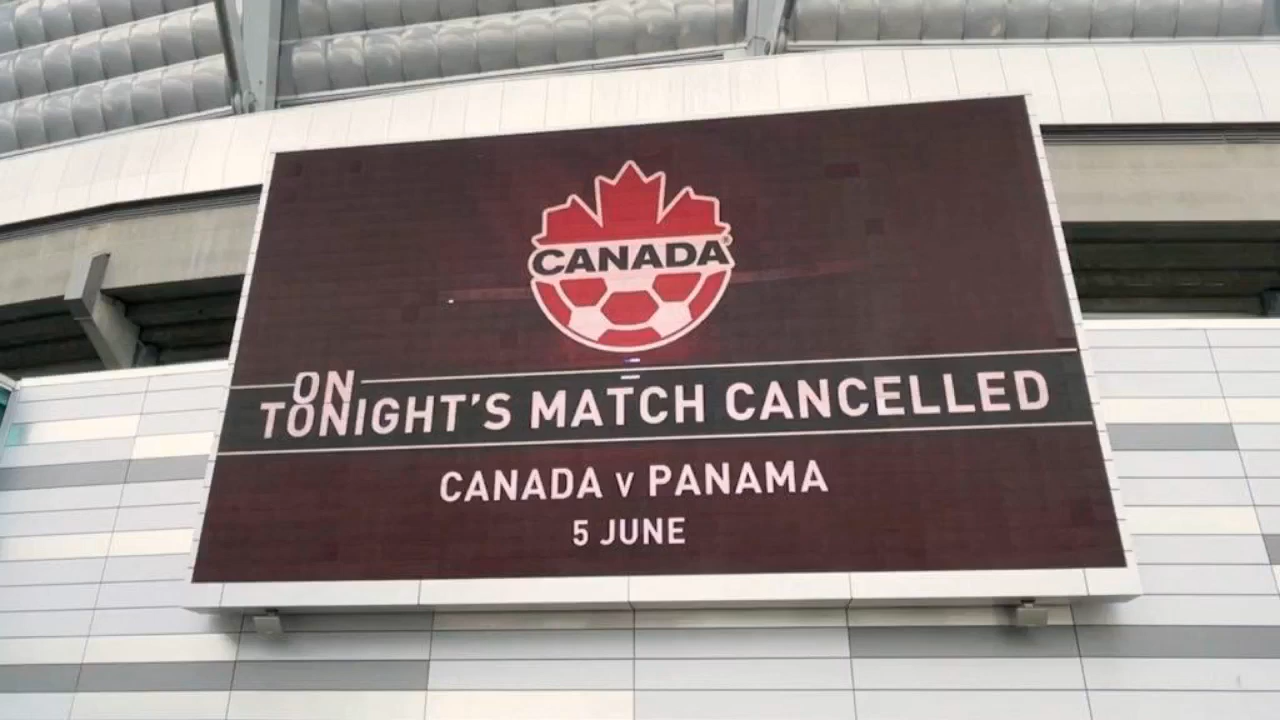 CANADA
ON
TONIGHT'S MATCH CANCELLED
CANADA v PANAMA
5 JUNE